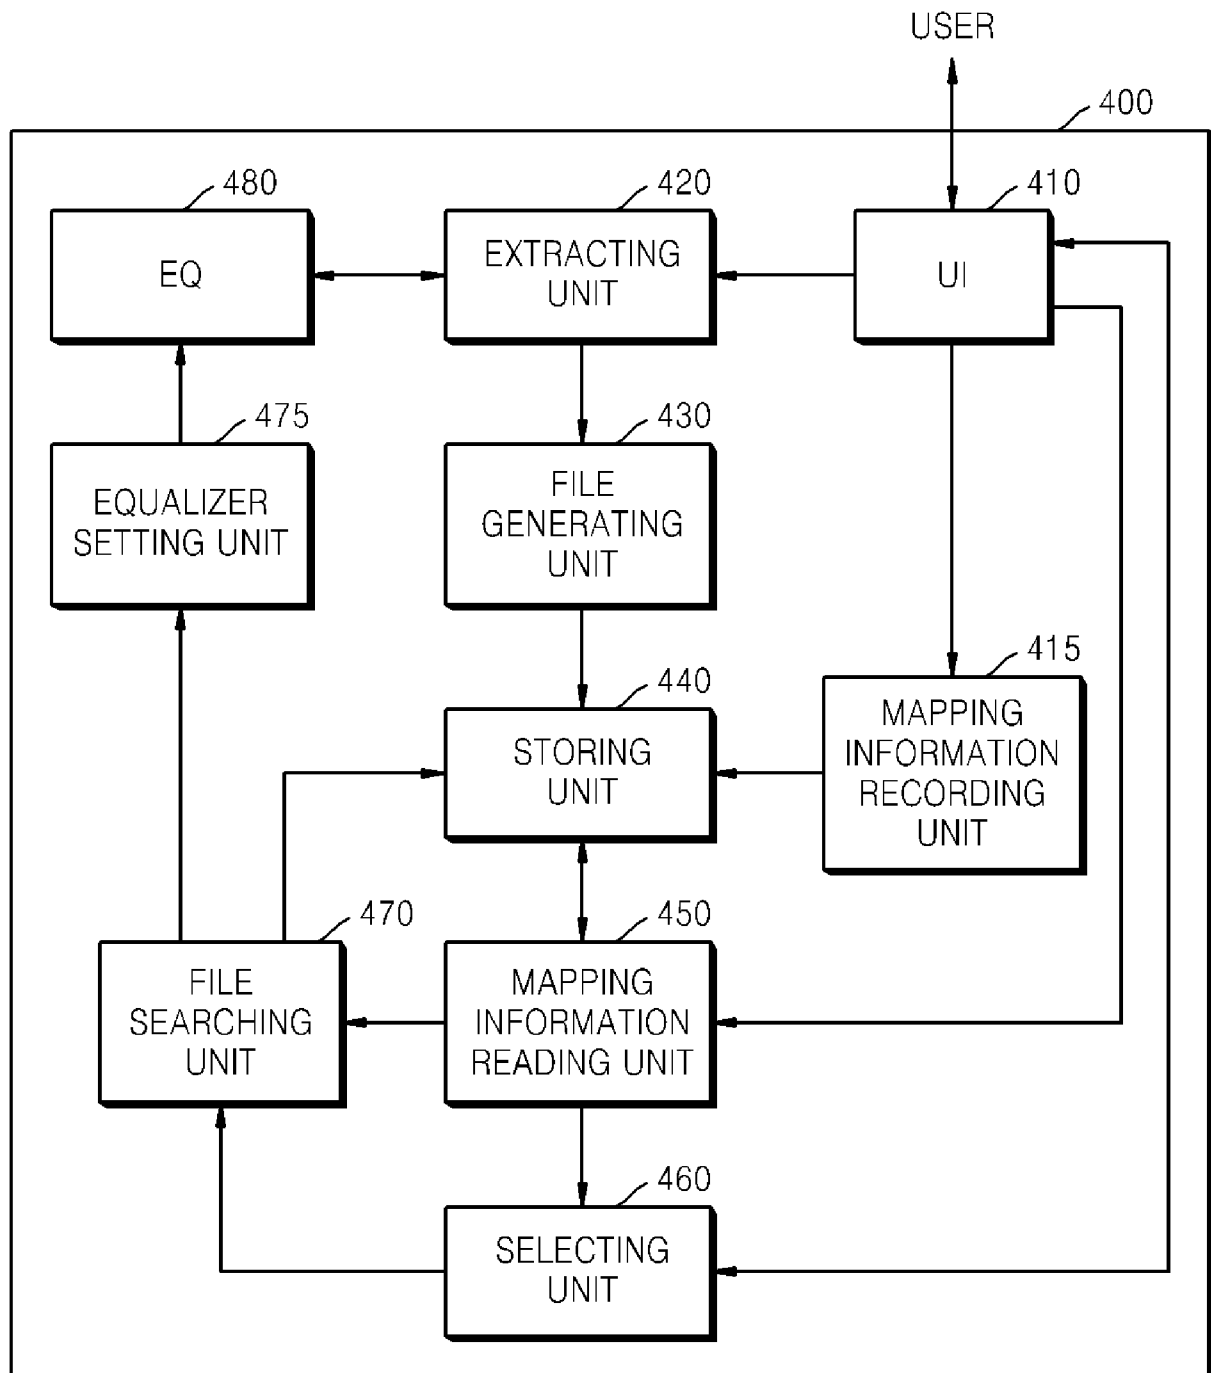 USER
400
480
420
410
EQ
EXTRACTING
UNIT
UI
475
430
EQUALIZER
SETTING UNIT
FILE
GENERATING
UNIT
440
415
STORING
UNIT
MAPPING
INFORMATION
RECORDING
UNIT
470
450
FILE
SEARCHING
UNIT
MAPPING
INFORMATION
READING UNIT
460
SELECTING
UNIT